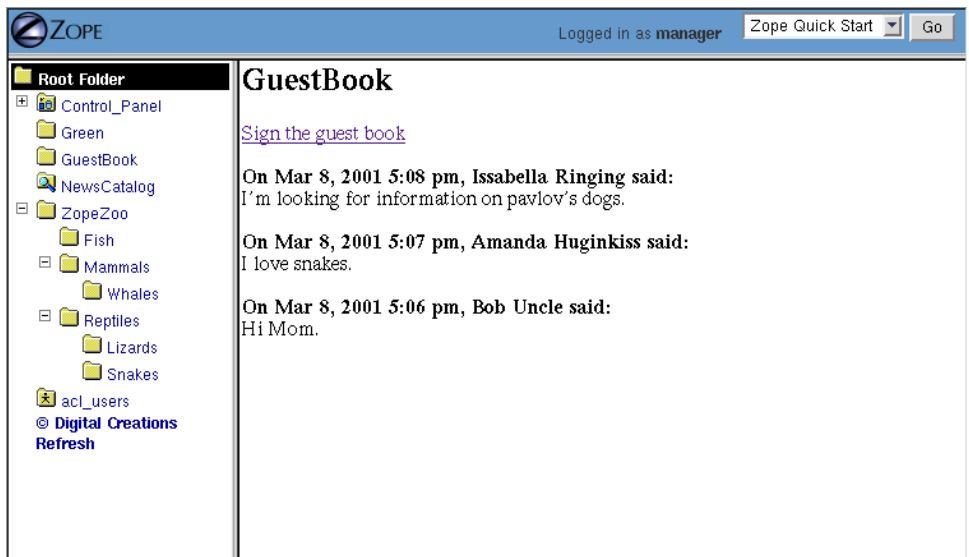 ZOPE
Logged in as manager
Zope Quick Start
Go
Root Folder
Control_Panel
Green
GuestBook
NewsCatalog
ZopeZoo
Fish
Mammals
Whales
Reptiles
Lizards
Snakes
acl_users
© Digital Creations
Refresh
GuestBook
Sign the guest book
On Mar 8, 2001 5:08 pm, Issabella Ringing said:
I'm looking for information on pavlov's dogs.
On Mar 8, 2001 5:07 pm, Amanda Huginkiss said:
I love snakes.
On Mar 8, 2001 5:06 pm, Bob Uncle said:
Hi Mom.